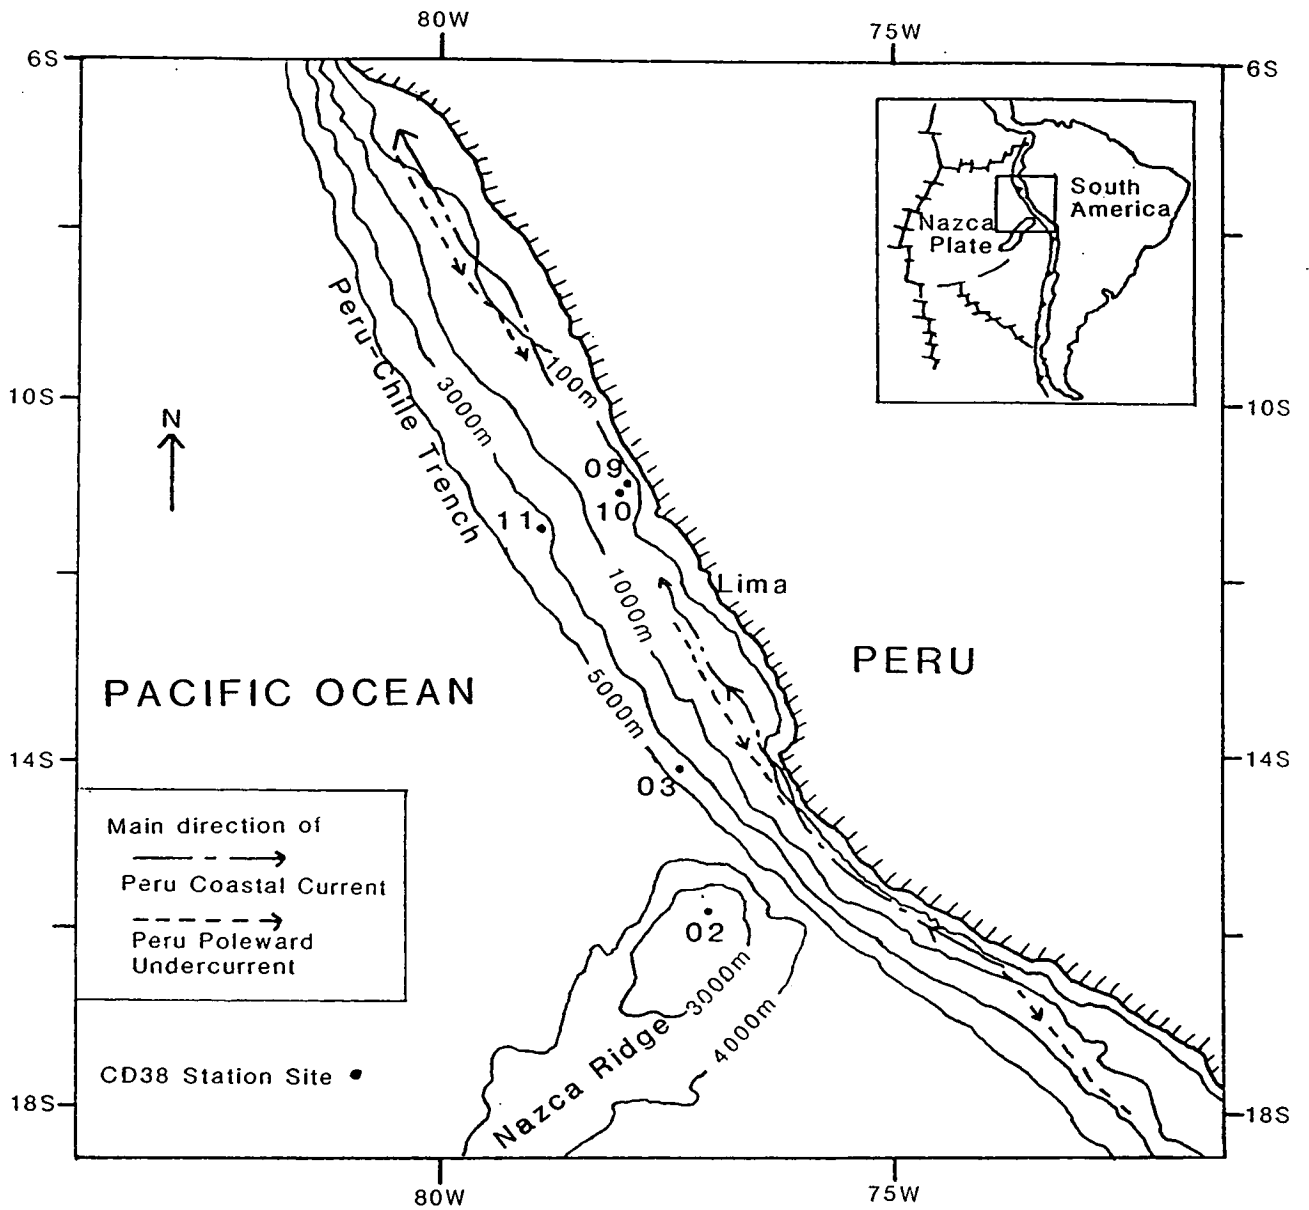 80W
75W
6S
6S
South
America
Nazca
Plate
Peru-Chile Trench
100m
3000m
10S
10S
N
09
10
11
1000m
Lima
PERU
5000m
PACIFIC OCEAN
14S
14S
03
Main direction of
Peru Coastal Current
Peru Poleward
Undercurrent
02
3000m
4000m
Nazca Ridge
CD38 Station Site
18S
18S
80W
75W